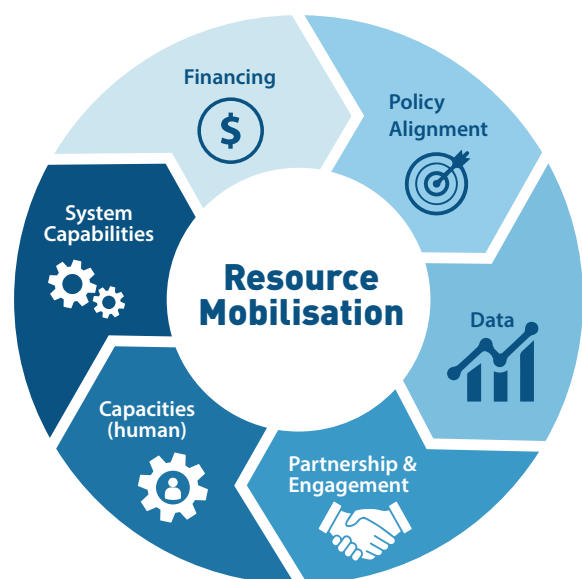 Financing
$
Policy
Alignment
Data
Partnership &
Engagement
Capacities
(human)
System
Capabilities
Resource
Mobilisation